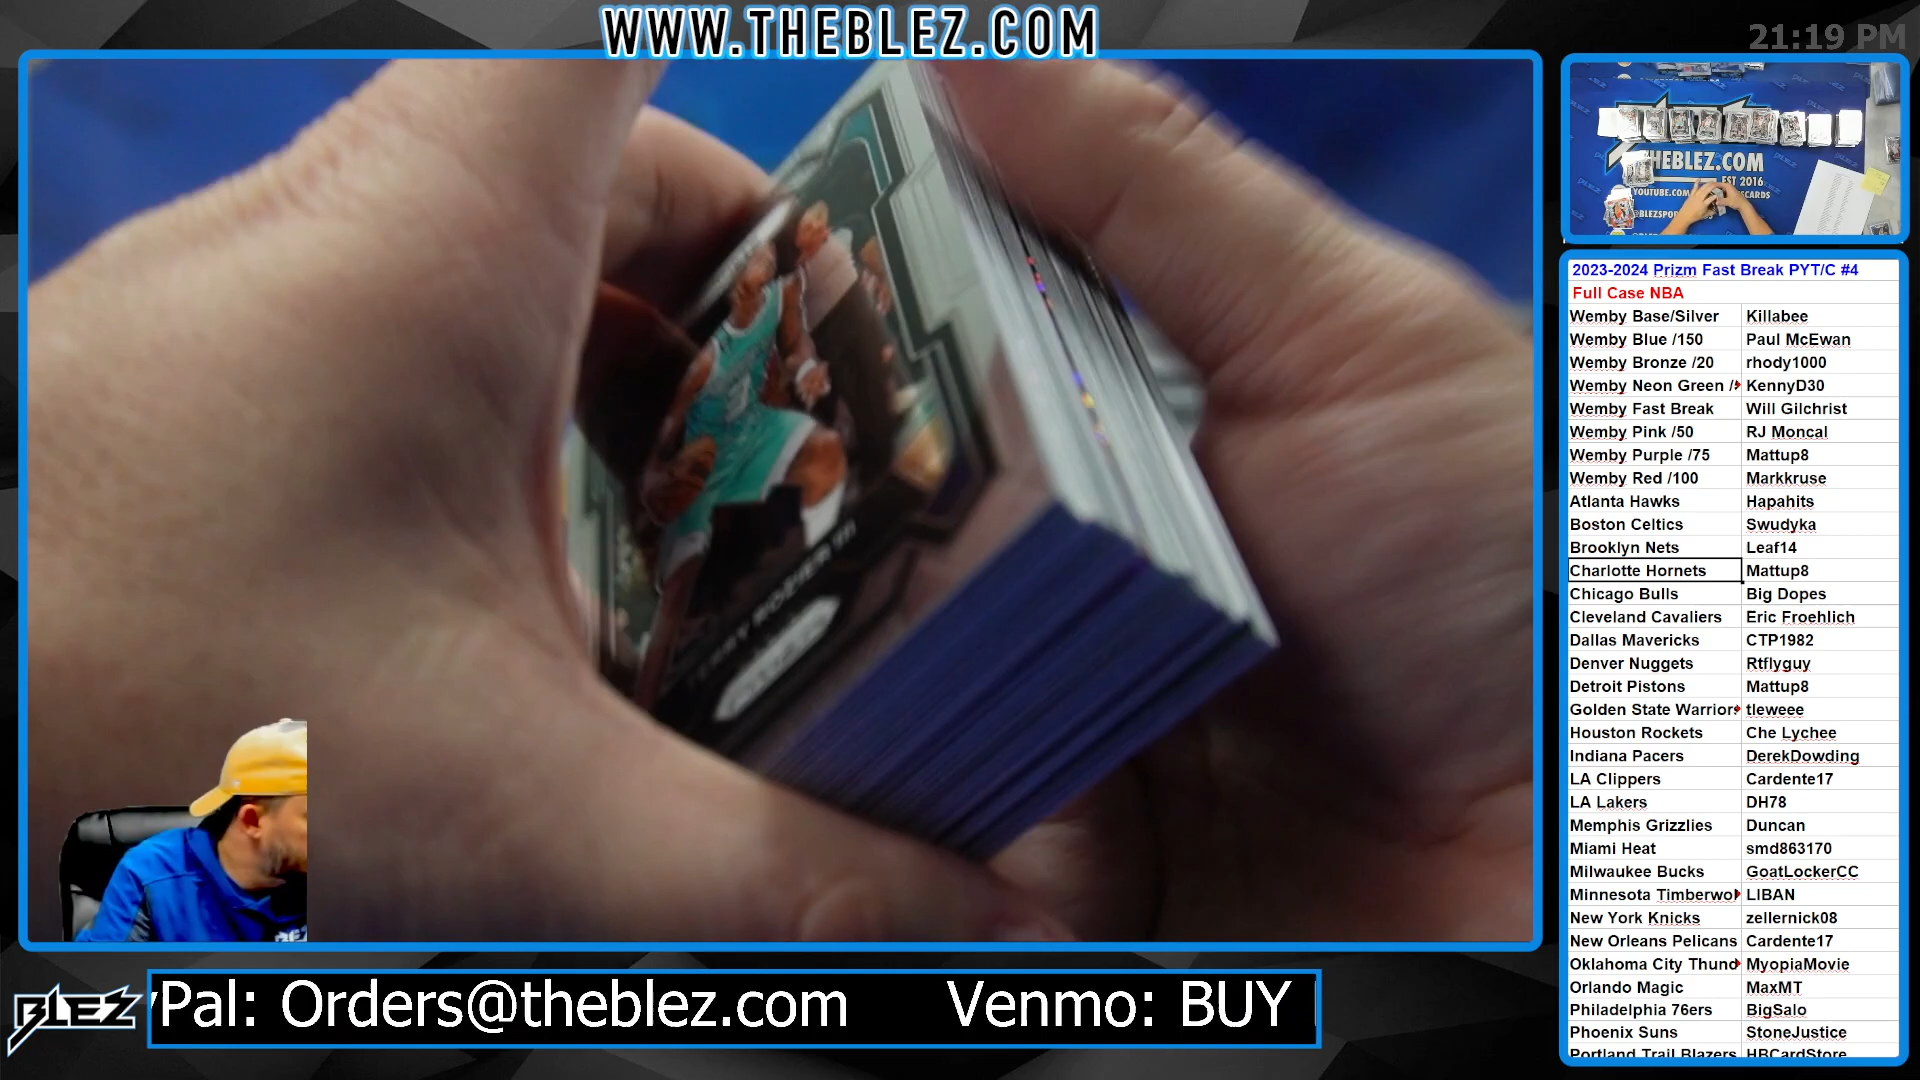 WWW.THEBLEZ.COM
21:19 PM
HEBLEZ.COM
EST 2016
YOUTUBE.COM
2023-2024 Prizm Fast Break PYT/C #4
Full Case NBA
Wemby Base/Silver Killabee
Wemby Blue /150 Paul McEwan
Wemby Bronze /20 rhody1000
Wemby Neon Green / KennyD30
Wemby Fast Break Will Gilchrist
Wemby Pink /50 RJ Moncal
Wemby Purple /75 Mattup8
Wemby Red /100 Markkruse
Atlanta Hawks Hapahits
Boston Celtics Swudyka
Brooklyn Nets Leaf14
Charlotte Hornets Mattup8
Chicago Bulls Big Dopes
Cleveland Cavaliers Eric Froehlich
Dallas Mavericks CTP1982
Denver Nuggets Rtflyguy
Detroit Pistons Mattup8
Golden State Warriors tleweee
Houston Rockets Che Lychee
Indiana Pacers DerekDowding
LA Clippers Cardente17
LA Lakers DH78
Memphis Grizzlies Duncan
Miami Heat smd863170
Milwaukee Bucks GoatLockerCC
Minnesota Timberwol LIBAN
New York Knicks zellernick08
New Orleans Pelicans Cardente17
Oklahoma City Thund MyopiaMovie
Orlando Magic MaxMT
Philadelphia 76ers BigSalo
Phoenix Suns StoneJustice
Portland Trail Blazers HBCardStore
TERRY ROZIER III
PRIZM
BLEZ
yPal: Orders@theblez.com Venmo: BUY